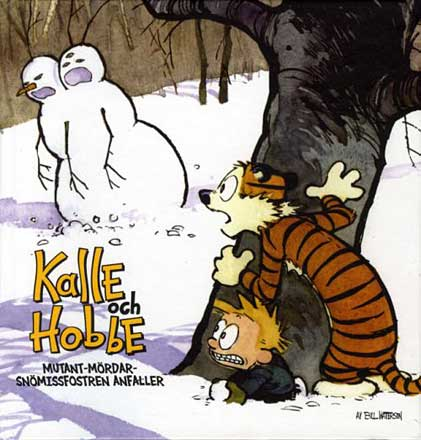 Kalle
och
Hobbe
MUTANT-MÖRDAR-
SNÖMISSFOSTREN ANFALLER
AV BILL WATTERSON